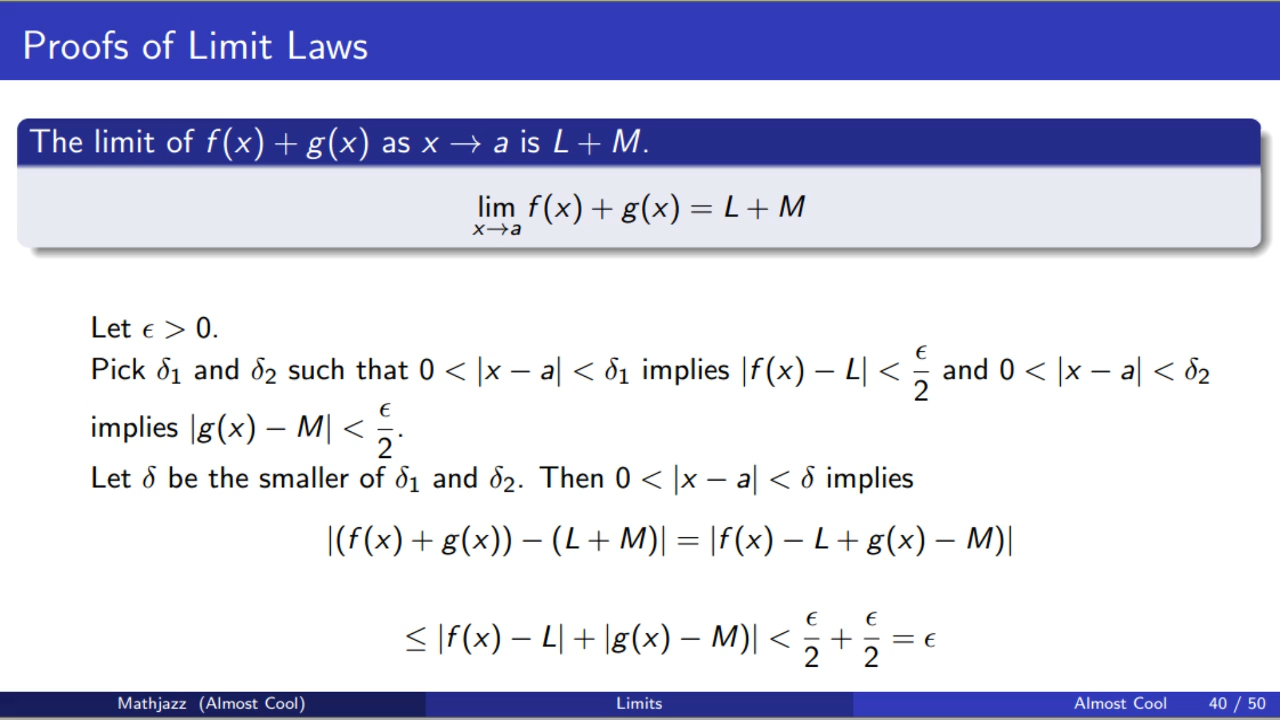 Proofs of Limit Laws
The limit of f(x) + g(x) as x → a is L + M.
lim f(x) + g(x) = L + M
x→a
Let ϵ > 0.
Pick δ₁ and δ₂ such that 0 < |x − a| < δ₁ implies |f(x) − L| < ϵ/2 and 0 < |x − a| < δ₂
implies |g(x) − M| < ϵ/2.
Let δ be the smaller of δ₁ and δ₂. Then 0 < |x − a| < δ implies
|(f(x) + g(x)) − (L + M)| = |f(x) − L + g(x) − M)|
≤ |f(x) − L| + |g(x) − M)| < ϵ/2 + ϵ/2 = ϵ
Mathjazz (Almost Cool) Limits Almost Cool 40 / 50